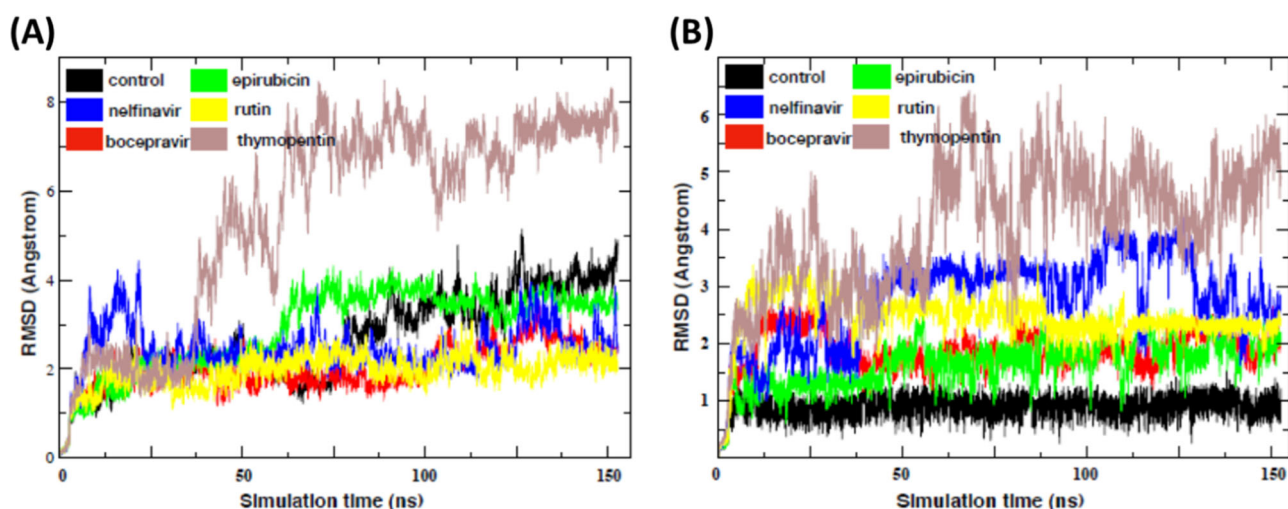 (A)
control epirubicin
nelfinavir rutin
bocepravir thymopentin
RMSD (Angstrom)
8
6
4
2
0
0 50 100 150
Simulation time (ns)
(B)
control epirubicin
nelfinavir rutin
bocepravir thymopentin
RMSD (Angstrom)
6
5
4
3
2
1
0 50 100 150
Simulation time (ns)